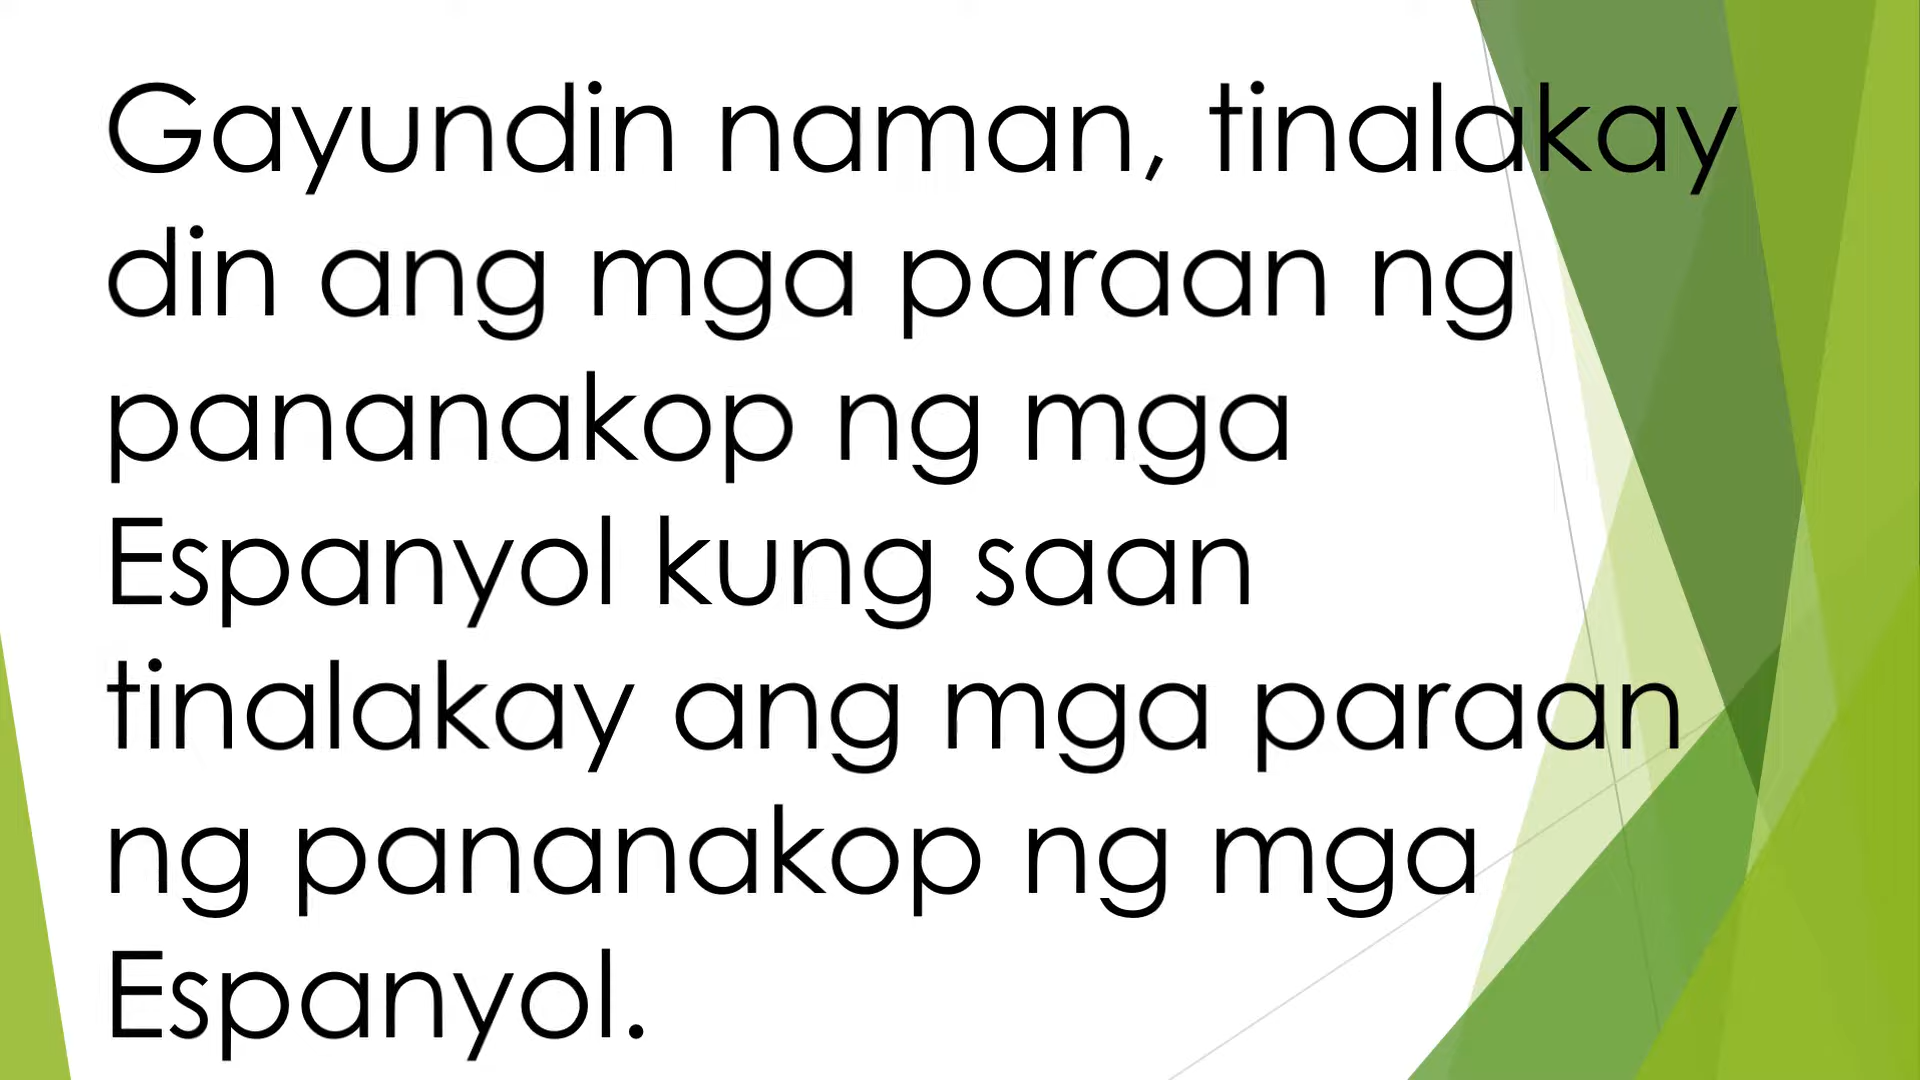 Gayundin naman, tinalakay
din ang mga paraan ng
pananakop ng mga
Espanyol kung saan
tinalakay ang mga paraan
ng pananakop ng mga
Espanyol.